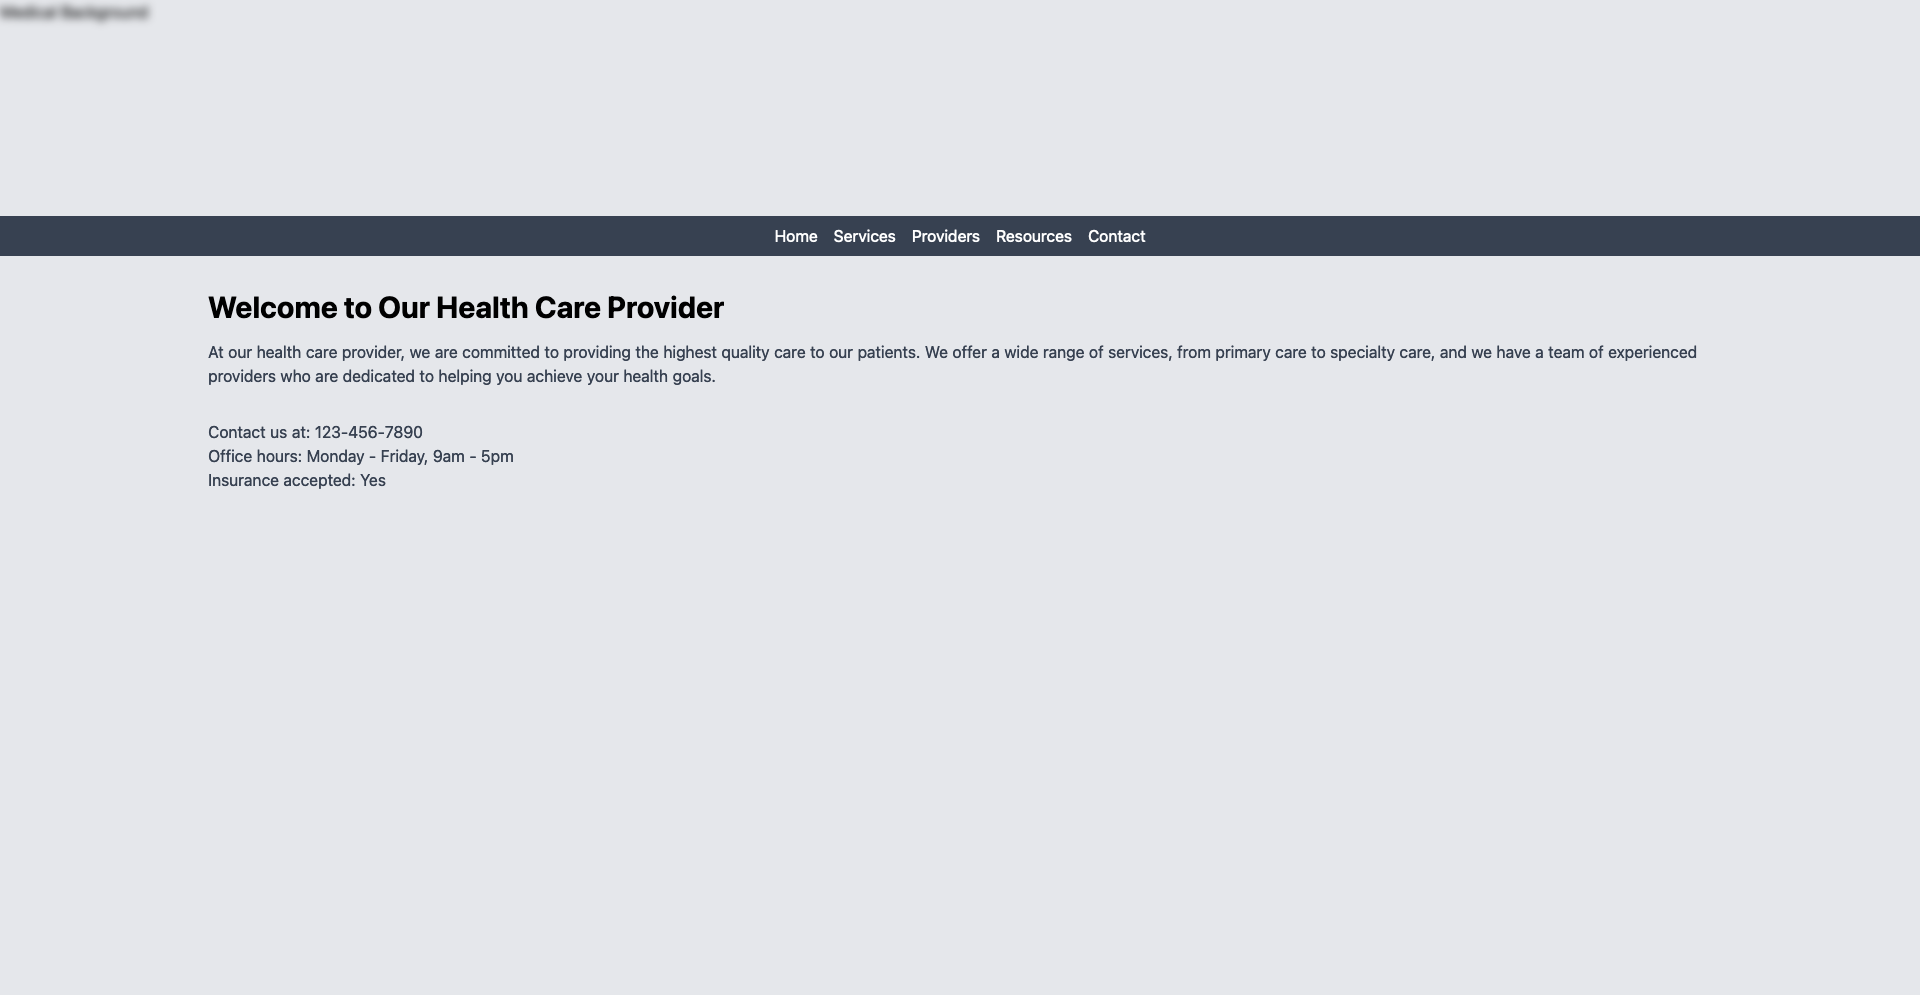 Medical Background
Home Services Providers Resources Contact
Welcome to Our Health Care Provider
At our health care provider, we are committed to providing the highest quality care to our patients. We offer a wide range of services, from primary care to specialty care, and we have a team of experienced
providers who are dedicated to helping you achieve your health goals.
Contact us at: 123-456-7890
Office hours: Monday - Friday, 9am - 5pm
Insurance accepted: Yes